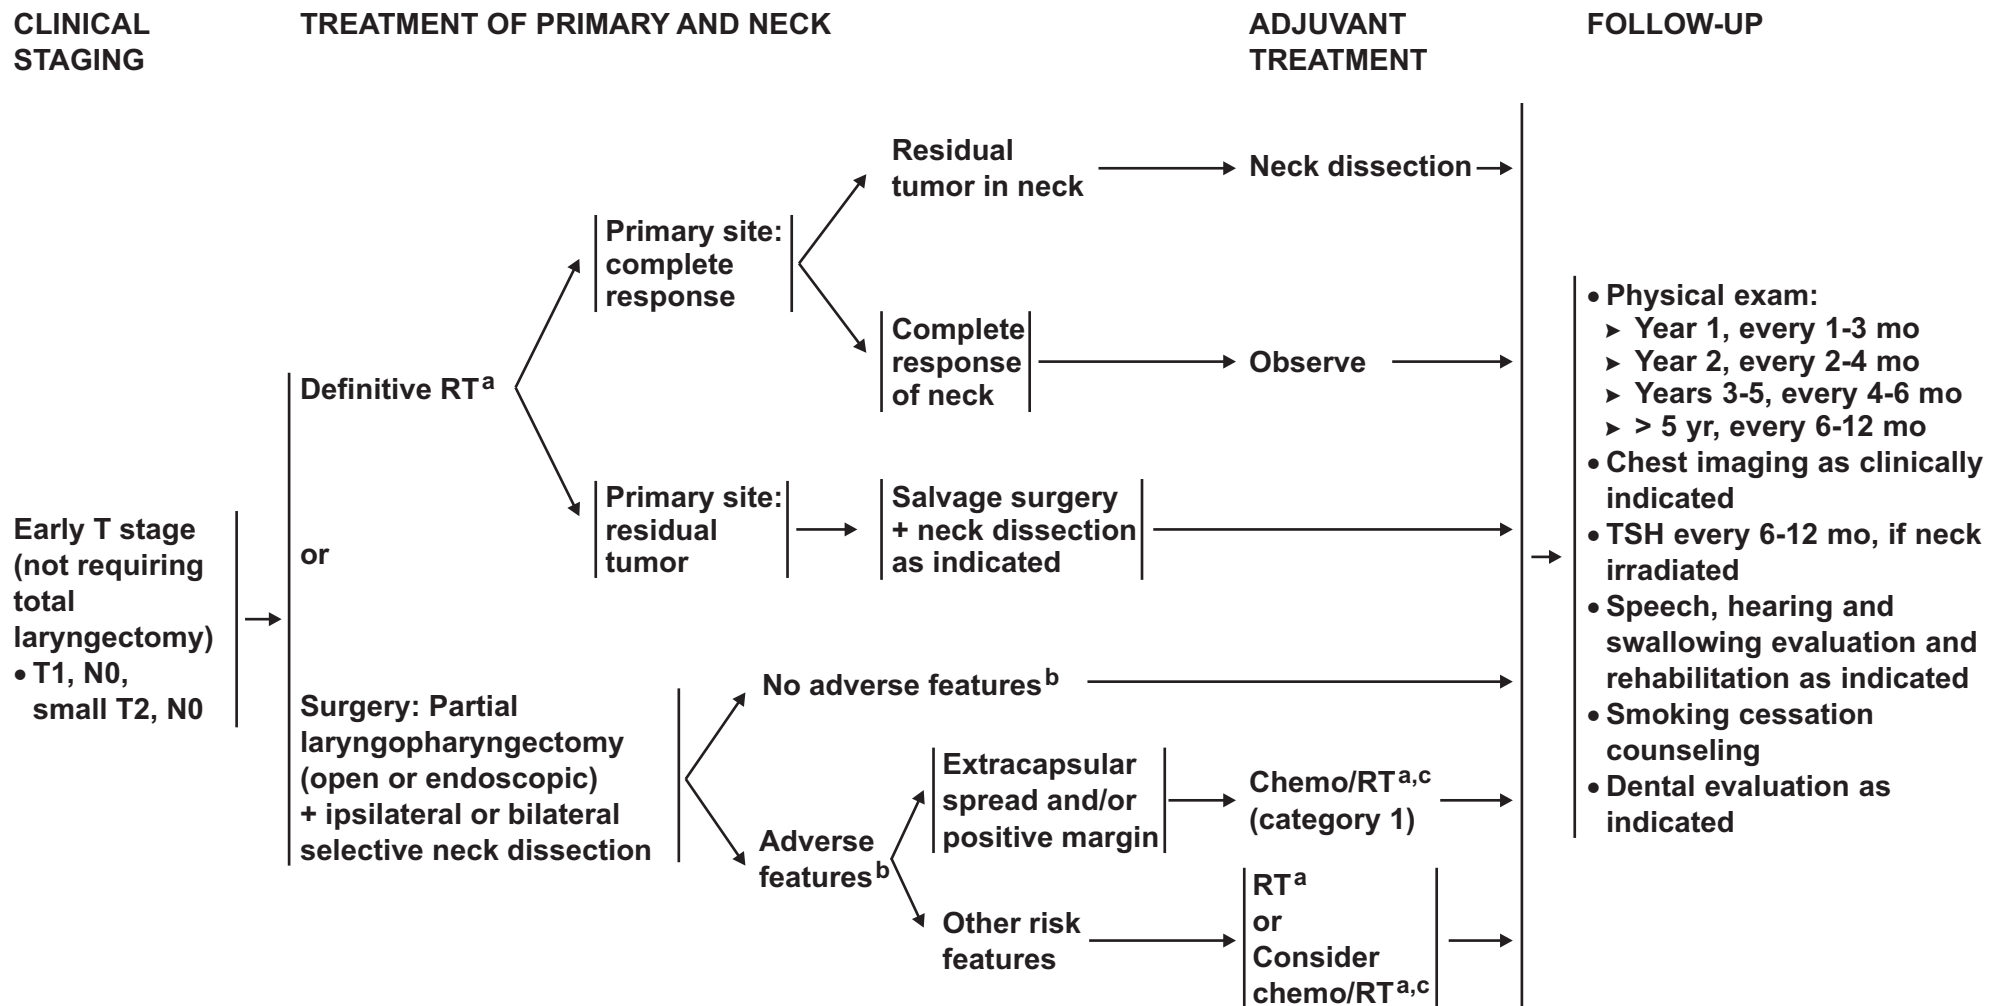 CLINICAL
STAGING
TREATMENT OF PRIMARY AND NECK
ADJUVANT
TREATMENT
FOLLOW-UP
Early T stage
(not requiring
total
laryngectomy)
• T1, N0,
small T2, N0
Definitive RT a
or
Surgery: Partial
laryngopharyngectomy
(open or endoscopic)
+ ipsilateral or bilateral
selective neck dissection
Primary site:
complete
response
Primary site:
residual
tumor
Residual
tumor in neck
Complete
response
of neck
Salvage surgery
+ neck dissection
as indicated
No adverse features b
Adverse
features b
Extracapsular
spread and/or
positive margin
Other risk
features
Neck dissection
Observe
Chemo/RT a,c
(category 1)
RT a
or
Consider
chemo/RT a,c
• Physical exam:
➤ Year 1, every 1-3 mo
➤ Year 2, every 2-4 mo
➤ Years 3-5, every 4-6 mo
➤ > 5 yr, every 6-12 mo
• Chest imaging as clinically
indicated
• TSH every 6-12 mo, if neck
irradiated
• Speech, hearing and
swallowing evaluation and
rehabilitation as indicated
• Smoking cessation
counseling
• Dental evaluation as
indicated